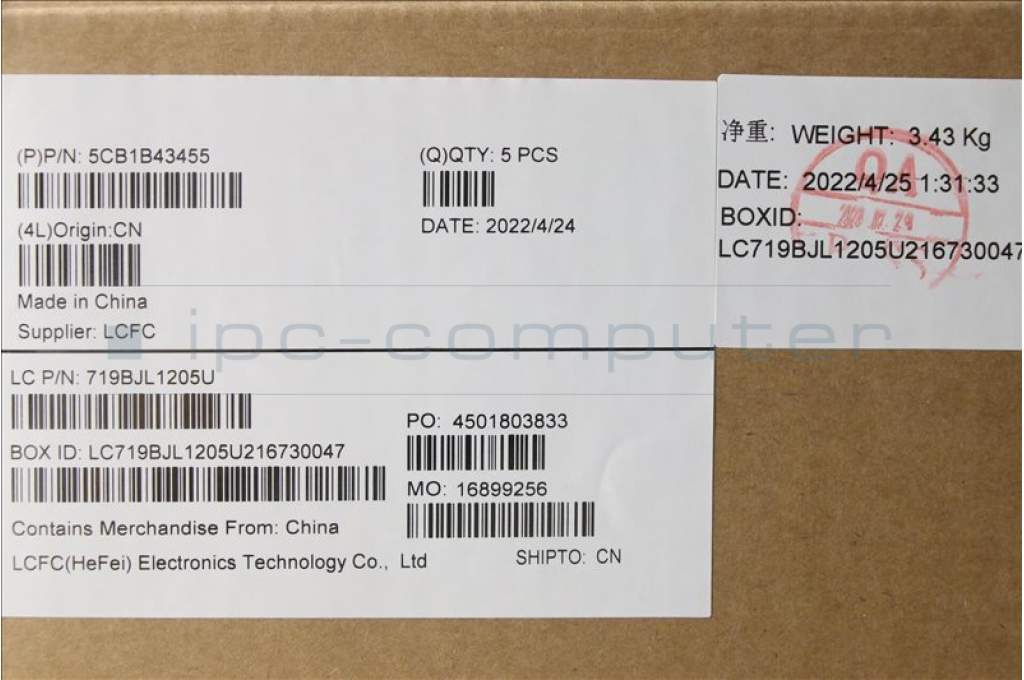 (P)P/N: 5CB1B43455
(Q)QTY: 5 PCS
(4L)Origin:CN
DATE: 2022/4/24
Made in China
Supplier: LCFC
净重: WEIGHT: 3.43 Kg
DATE: 2022/4/25 1:31:33
BOXID:
LC719BJL1205U216730047
QA
ipc-computer
LC P/N: 719BJL1205U
PO: 4501803833
BOX ID: LC719BJL1205U216730047
MO: 16899256
Contains Merchandise From: China
LCFC(HeFei) Electronics Technology Co., Ltd
SHIPTO: CN